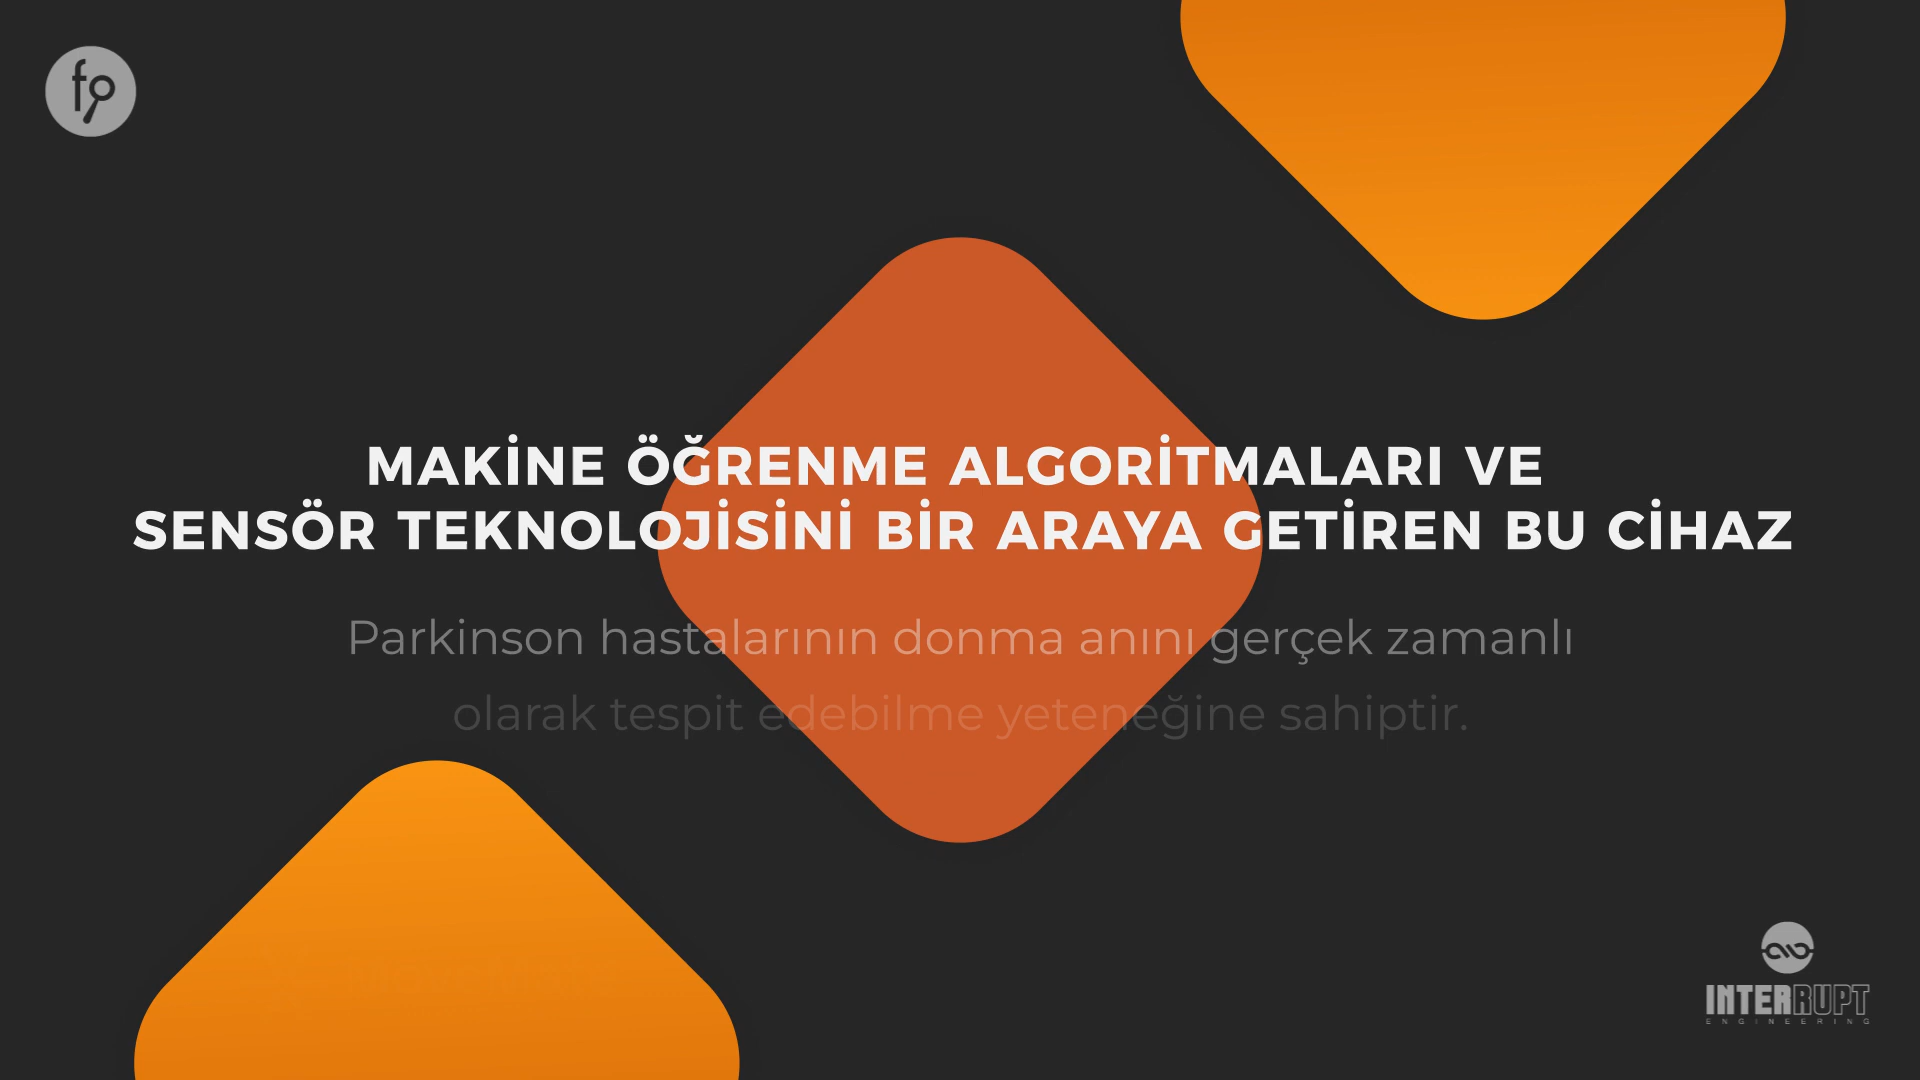 fo
MAKİNE ÖĞRENME ALGORİTMALARI VE
SENSÖR TEKNOLOJİSİNİ BİR ARAYA GETİREN BU CİHAZ
Parkinson hastalarının donma anını gerçek zamanlı
olarak tespit edebilme yeteneğine sahiptir.
INTERRUPT
ENGINEERING